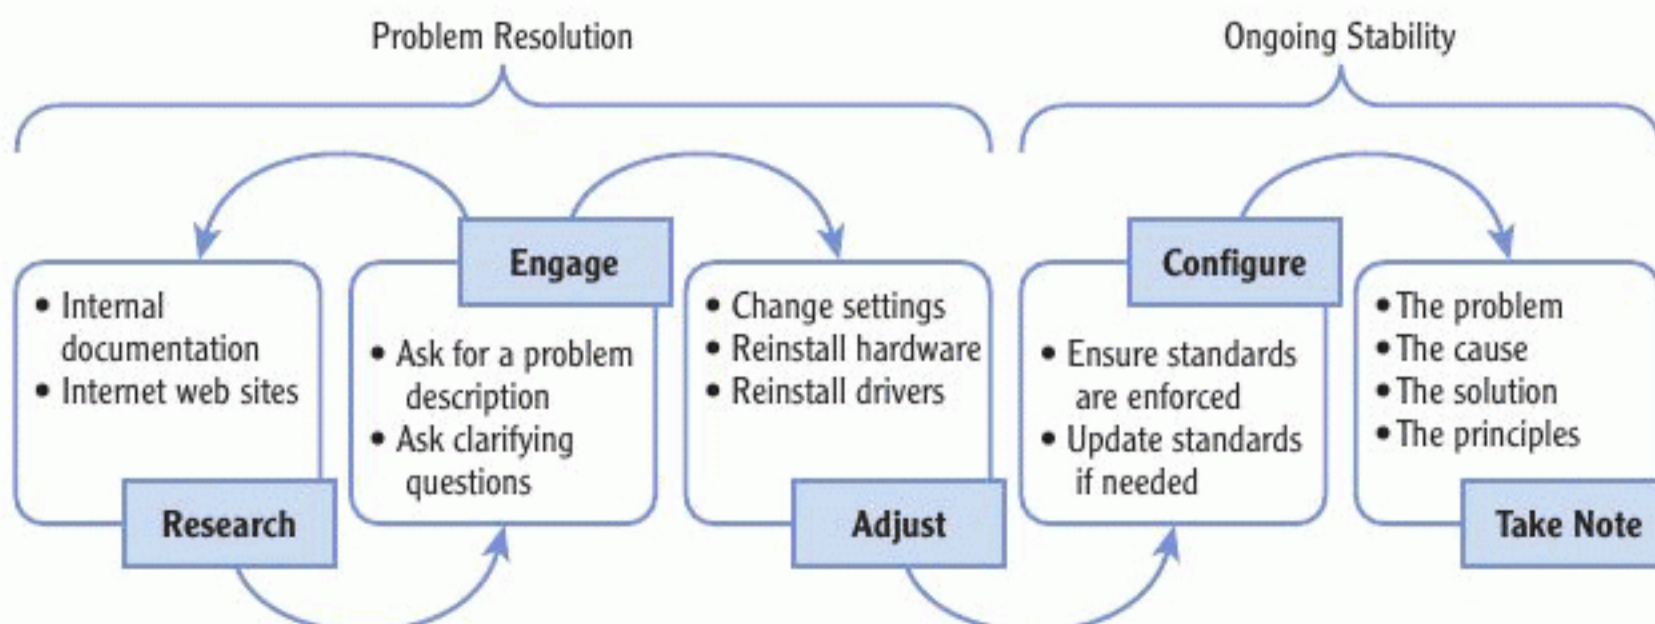 Problem Resolution
Ongoing Stability
• Internal
documentation
• Internet web sites
Research
Engage
• Ask for a problem
description
• Ask clarifying
questions
• Change settings
• Reinstall hardware
• Reinstall drivers
Adjust
Configure
• Ensure standards
are enforced
• Update standards
if needed
• The problem
• The cause
• The solution
• The principles
Take Note